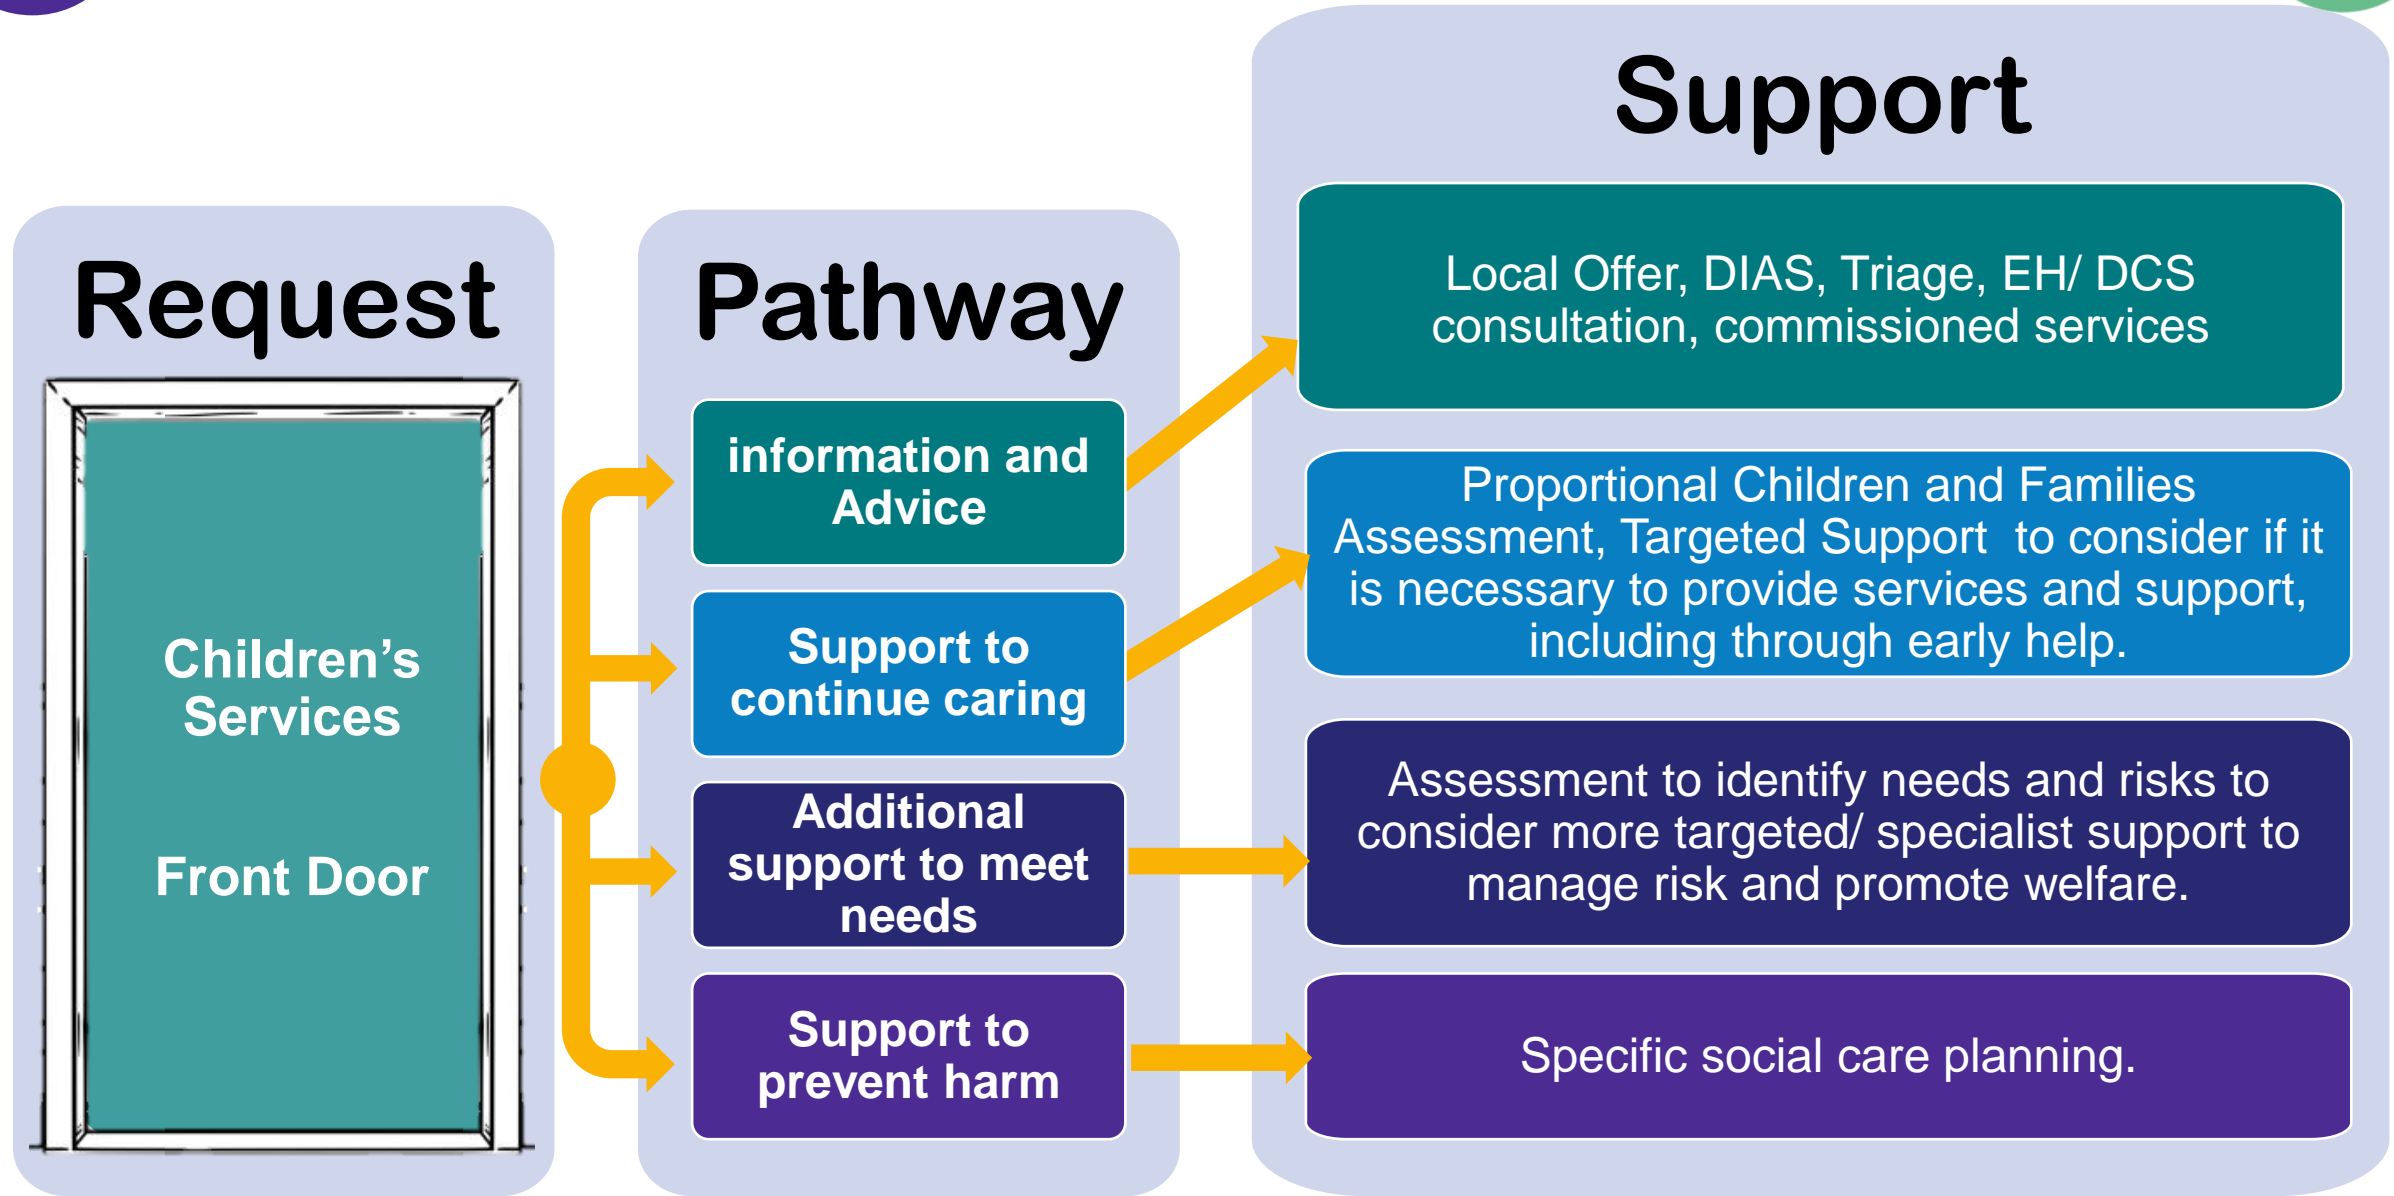 Request
Children’s
Services
Front Door
Pathway
information and
Advice
Support to
continue caring
Additional
support to meet
needs
Support to
prevent harm
Support
Local Offer, DIAS, Triage, EH/ DCS
consultation, commissioned services
Proportional Children and Families
Assessment, Targeted Support  to consider if it
is necessary to provide services and support,
including through early help.
Assessment to identify needs and risks to
consider more targeted/ specialist support to
manage risk and promote welfare.
Specific social care planning.